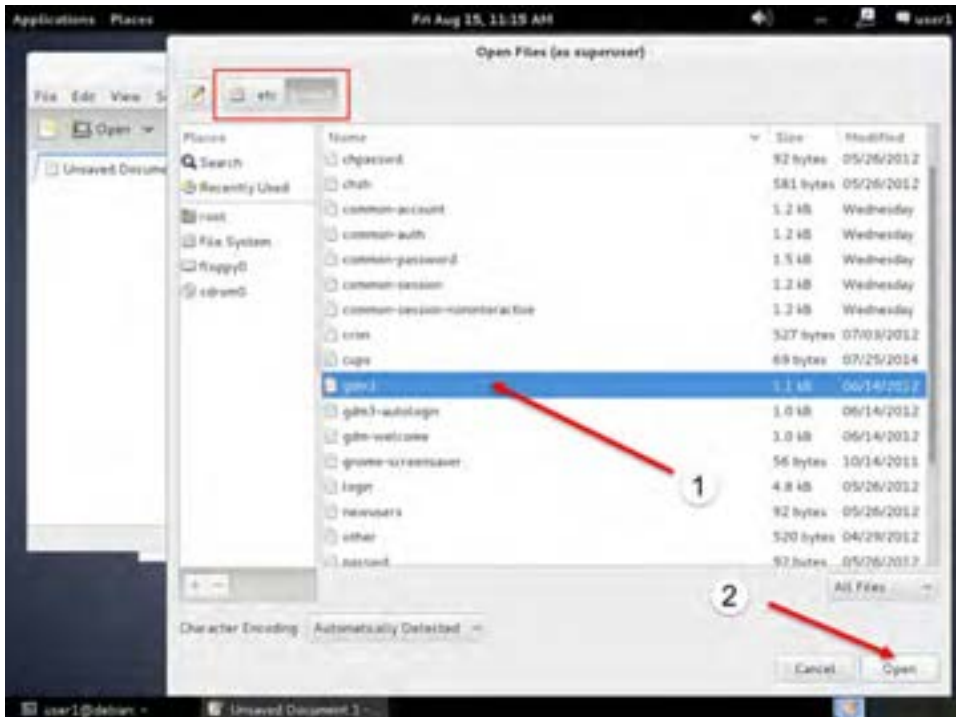 Applications Places Fri Aug 15, 11:15 AM user1
Open Files (as superuser)
File Edit View S
etc
Open
Unsaved Docume
Places
Search
Recently Used
root
File System
floppy0
cdrom0
Name Size Modified
chpasswd 92 bytes 05/26/2012
chsh 581 bytes 05/26/2012
common-account 1.2 kB Wednesday
common-auth 1.2 kB Wednesday
common-password 1.5 kB Wednesday
common-session 1.2 kB Wednesday
common-session-noninteractive 1.2 kB Wednesday
cron 527 bytes 07/03/2012
cups 69 bytes 07/25/2014
gdm3 1.1 kB 06/14/2012
gdm3-autologin 1.0 kB 06/14/2012
gdm-welcome 1.0 kB 06/14/2012
gnome-screensaver 56 bytes 10/14/2011
login 4.8 kB 05/26/2012
newusers 92 bytes 05/26/2012
other 520 bytes 04/29/2012
passwd 92 bytes 05/26/2012
1
2
+ -
All Files
Character Encoding Automatically Detected
Cancel Open
user1@debian: ~ Unsaved Document 1 - ...